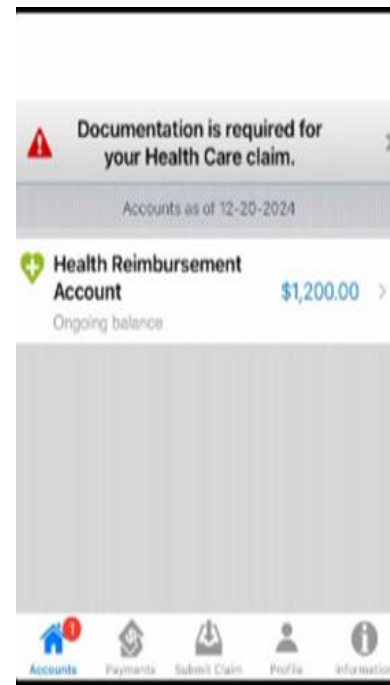 Documentation is required for
your Health Care claim.
Accounts as of 12-20-2024
Health Reimbursement
Account
$1,200.00
Ongoing balance
1
Accounts
Payments
Submit Claim
Profile
Information